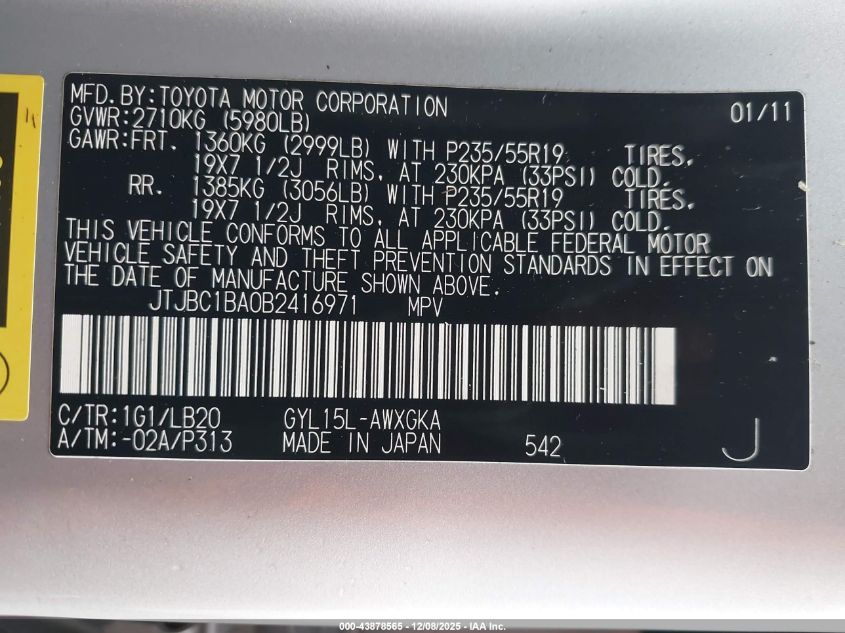 MFD. BY: TOYOTA MOTOR CORPORATION 01/11
GVWR: 2710KG (5980LB)
GAWR: FRT. 1360KG (2999LB) WITH P235/55R19 TIRES,
19X7 1/2J RIMS, AT 230KPA (33PSI) COLD.
RR. 1385KG (3056LB) WITH P235/55R19 TIRES,
19X7 1/2J RIMS, AT 230KPA (33PSI) COLD.
THIS VEHICLE CONFORMS TO ALL APPLICABLE FEDERAL MOTOR
VEHICLE SAFETY AND THEFT PREVENTION STANDARDS IN EFFECT ON
THE DATE OF MANUFACTURE SHOWN ABOVE.
JTJBC1BA0B2416971 MPV
C/TR: 1G1/LB20 GYL15L-AWXGKA
A/TM: -02A/P313 MADE IN JAPAN 542 J
000-43878565 - 12/08/2025 - IAA Inc.